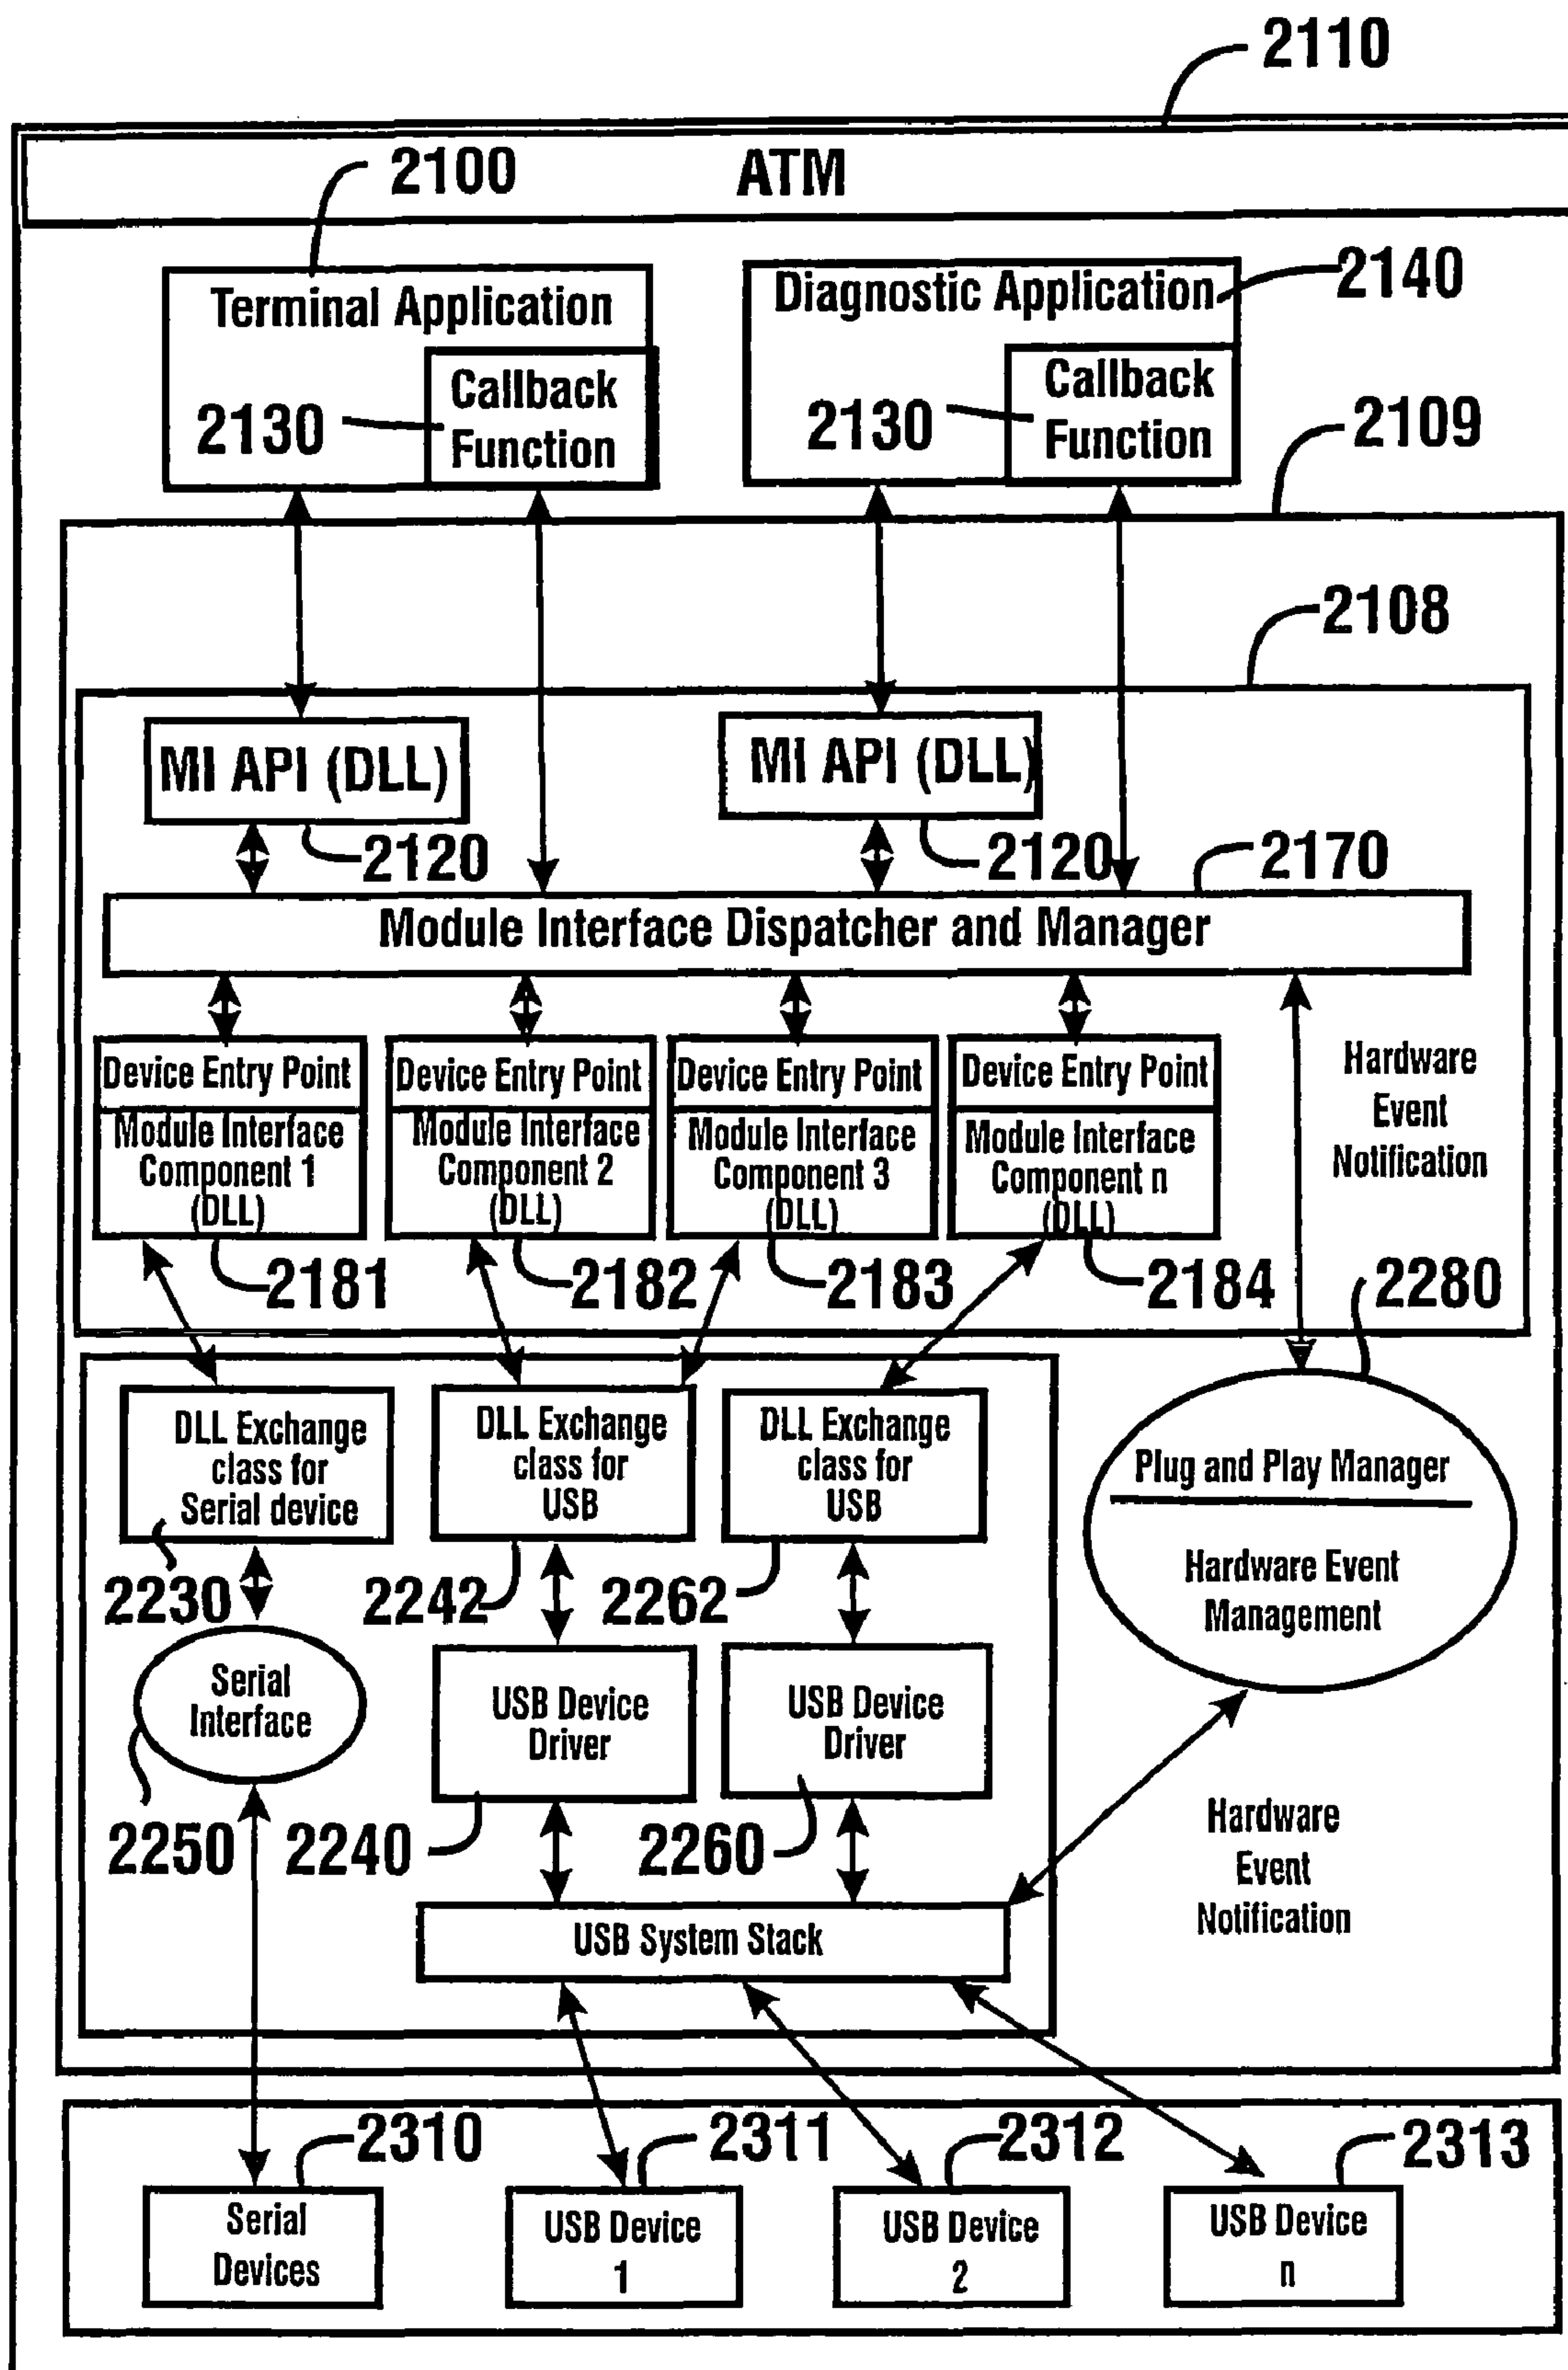 2110
2100
ATM
Terminal Application
Callback
Function
2130
Diagnostic Application
2140
Callback
Function
2130
2109
2108
MI API (DLL)
2120
MI API (DLL)
2120
2170
Module Interface Dispatcher and Manager
Device Entry Point
Module Interface
Component 1
(DLL)
2181
Device Entry Point
Module Interface
Component 2
(DLL)
2182
Device Entry Point
Module Interface
Component 3
(DLL)
2183
Device Entry Point
Module Interface
Component n
(DLL)
2184
Hardware
Event
Notification
2280
DLL Exchange
class for
Serial device
2230
DLL Exchange
class for
USB
2242
DLL Exchange
class for
USB
2262
Plug and Play Manager
Hardware Event
Management
Serial
Interface
2250
USB Device
Driver
2240
USB Device
Driver
2260
Hardware
Event
Notification
USB System Stack
2310
2311
2312
2313
Serial
Devices
USB Device
1
USB Device
2
USB Device
n